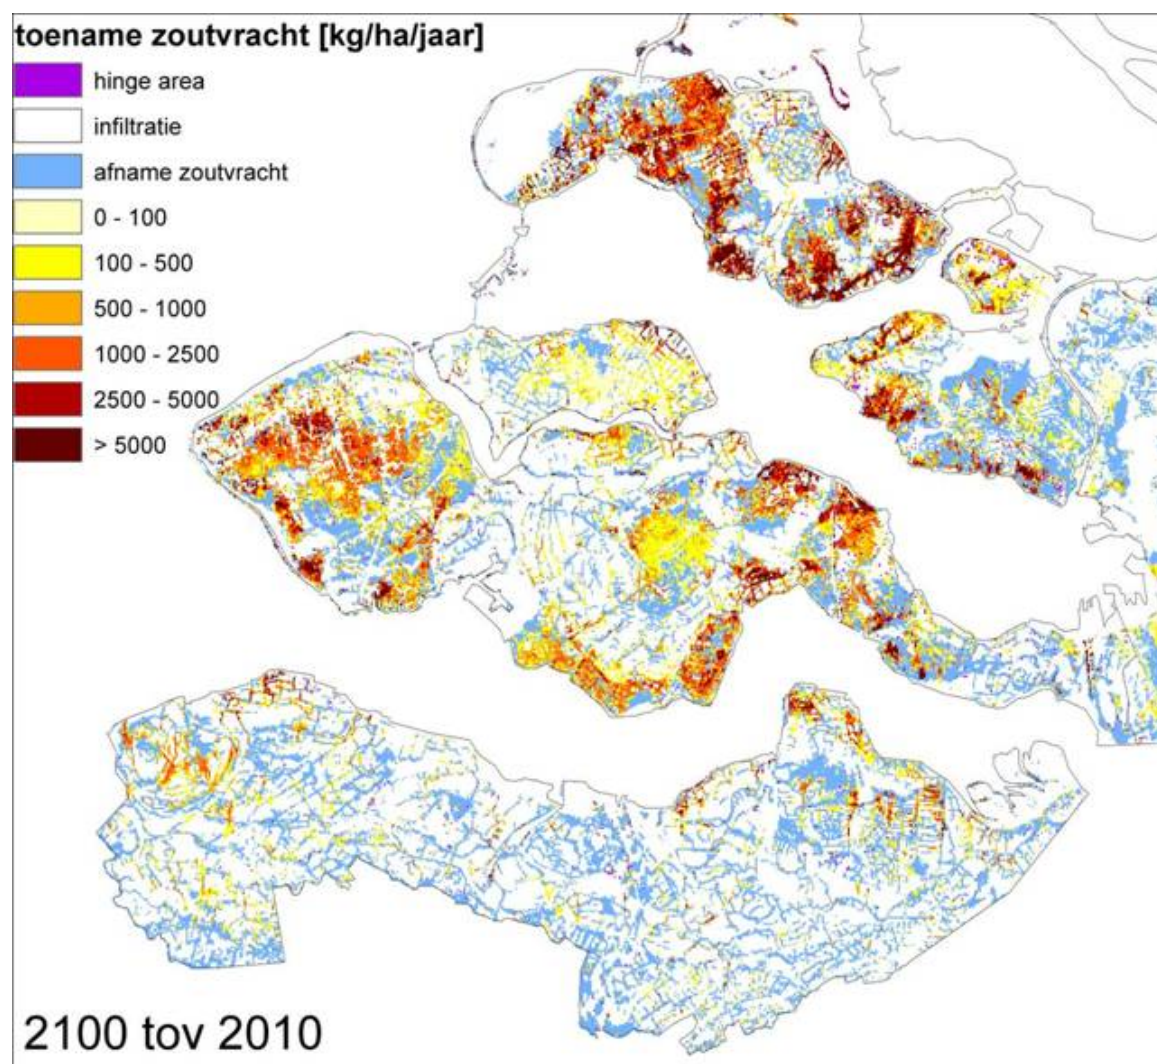 toename zoutvracht [kg/ha/jaar]
hinge area
infiltratie
afname zoutvracht
0 - 100
100 - 500
500 - 1000
1000 - 2500
2500 - 5000
> 5000
2100 tov 2010